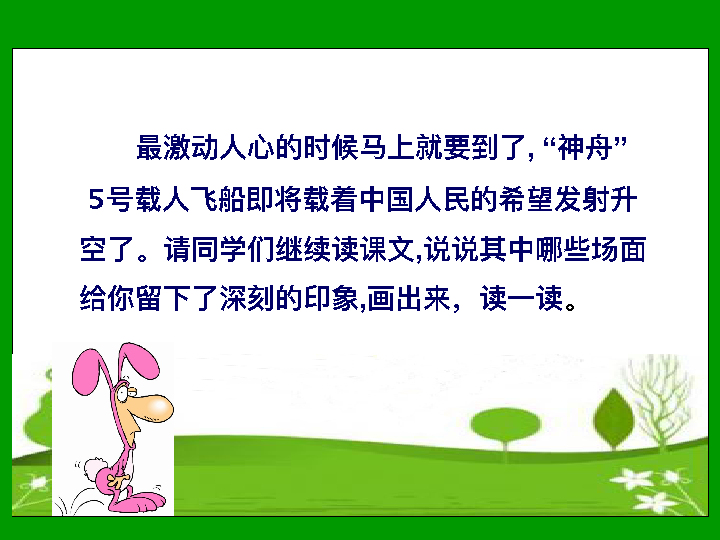 最激动人心的时候马上就要到了, “神舟”
5号载人飞船即将载着中国人民的希望发射升
空了。请同学们继续读课文,说说其中哪些场面
给你留下了深刻的印象,画出来，读一读。